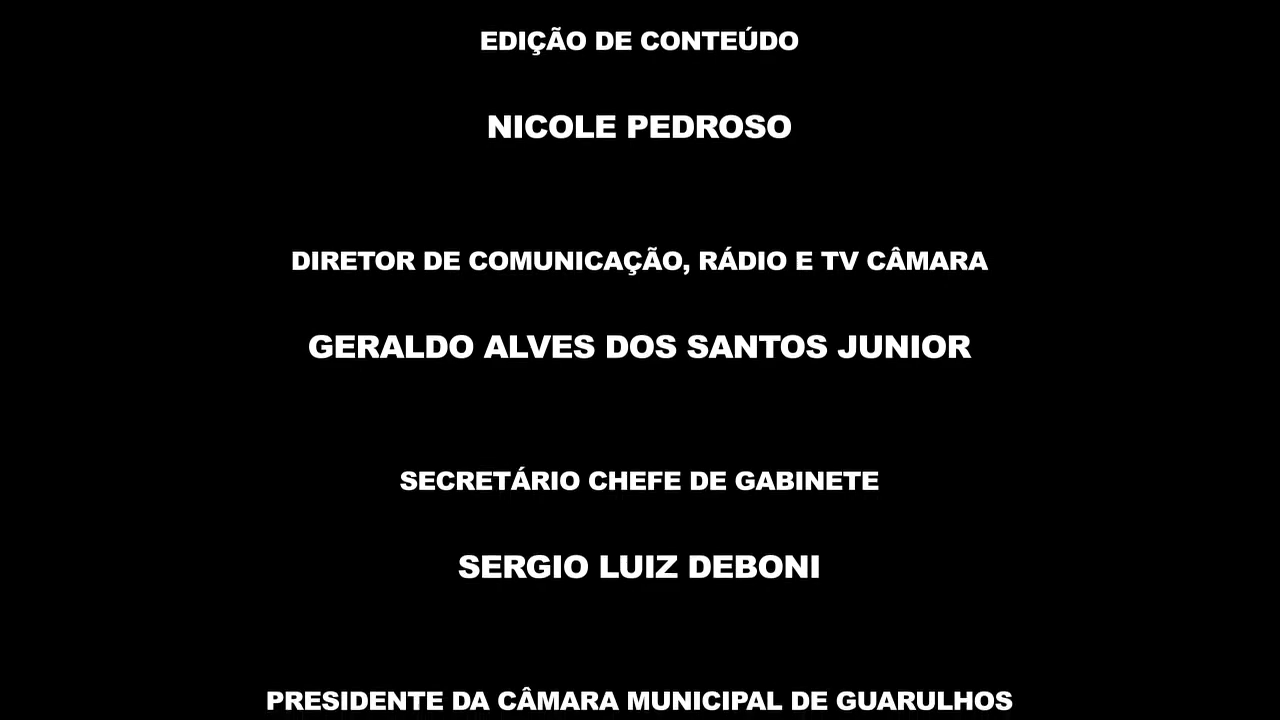 EDIÇÃO DE CONTEÚDO
NICOLE PEDROSO
DIRETOR DE COMUNICAÇÃO, RÁDIO E TV CÂMARA
GERALDO ALVES DOS SANTOS JUNIOR
SECRETÁRIO CHEFE DE GABINETE
SERGIO LUIZ DEBONI
PRESIDENTE DA CÂMARA MUNICIPAL DE GUARULHOS